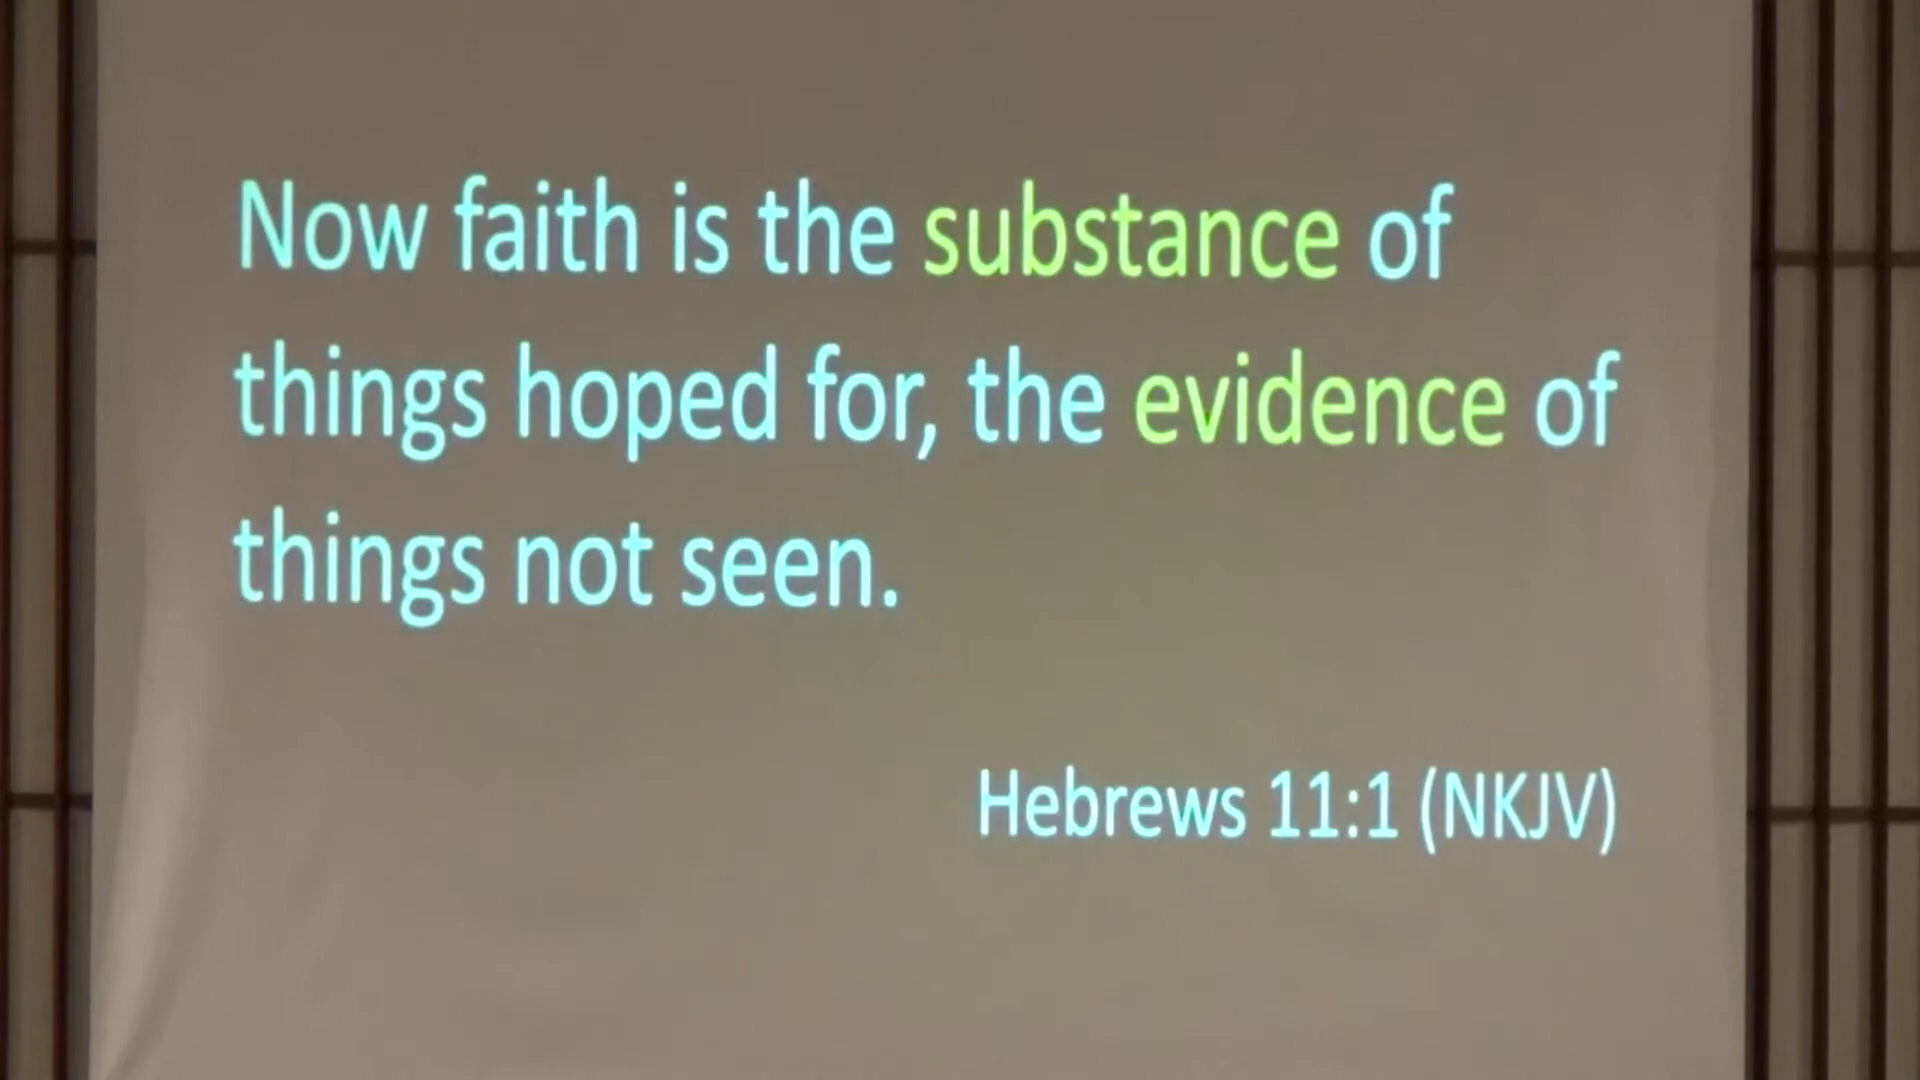 Now faith is the substance of
things hoped for, the evidence of
things not seen.
Hebrews 11:1 (NKJV)